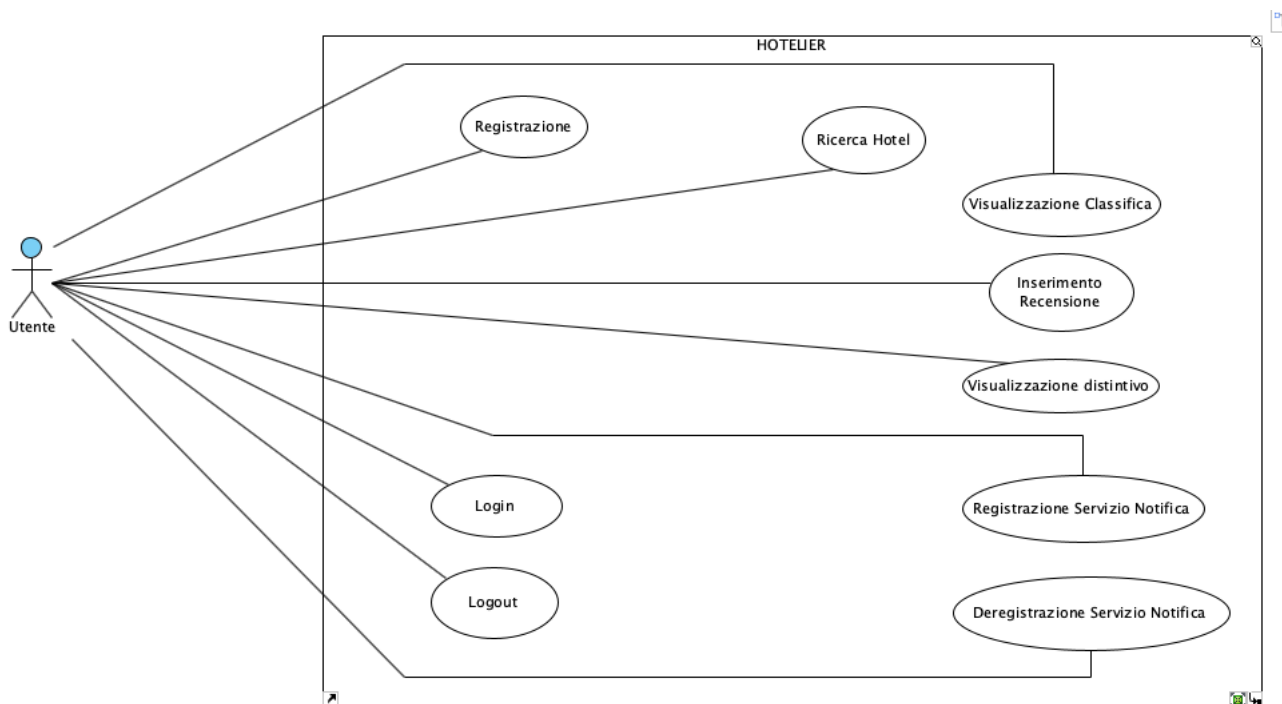 HOTELIER
Registrazione
Ricerca Hotel
Visualizzazione Classifica
Inserimento
Recensione
Utente
Visualizzazione distintivo
Login
Registrazione Servizio Notifica
Logout
Deregistrazione Servizio Notifica